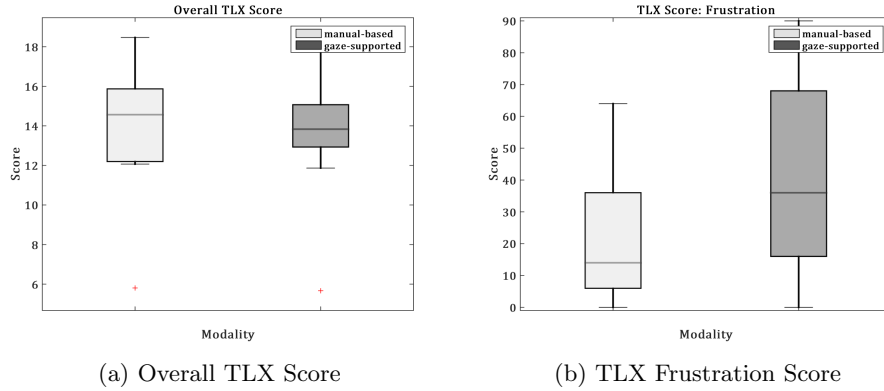 Overall TLX Score
manual-based
gaze-supported
18
16
14
12
10
8
6
Score
Modality
(a) Overall TLX Score
TLX Score: Frustration
manual-based
gaze-supported
90
80
70
60
50
40
30
20
10
0
Score
Modality
(b) TLX Frustration Score